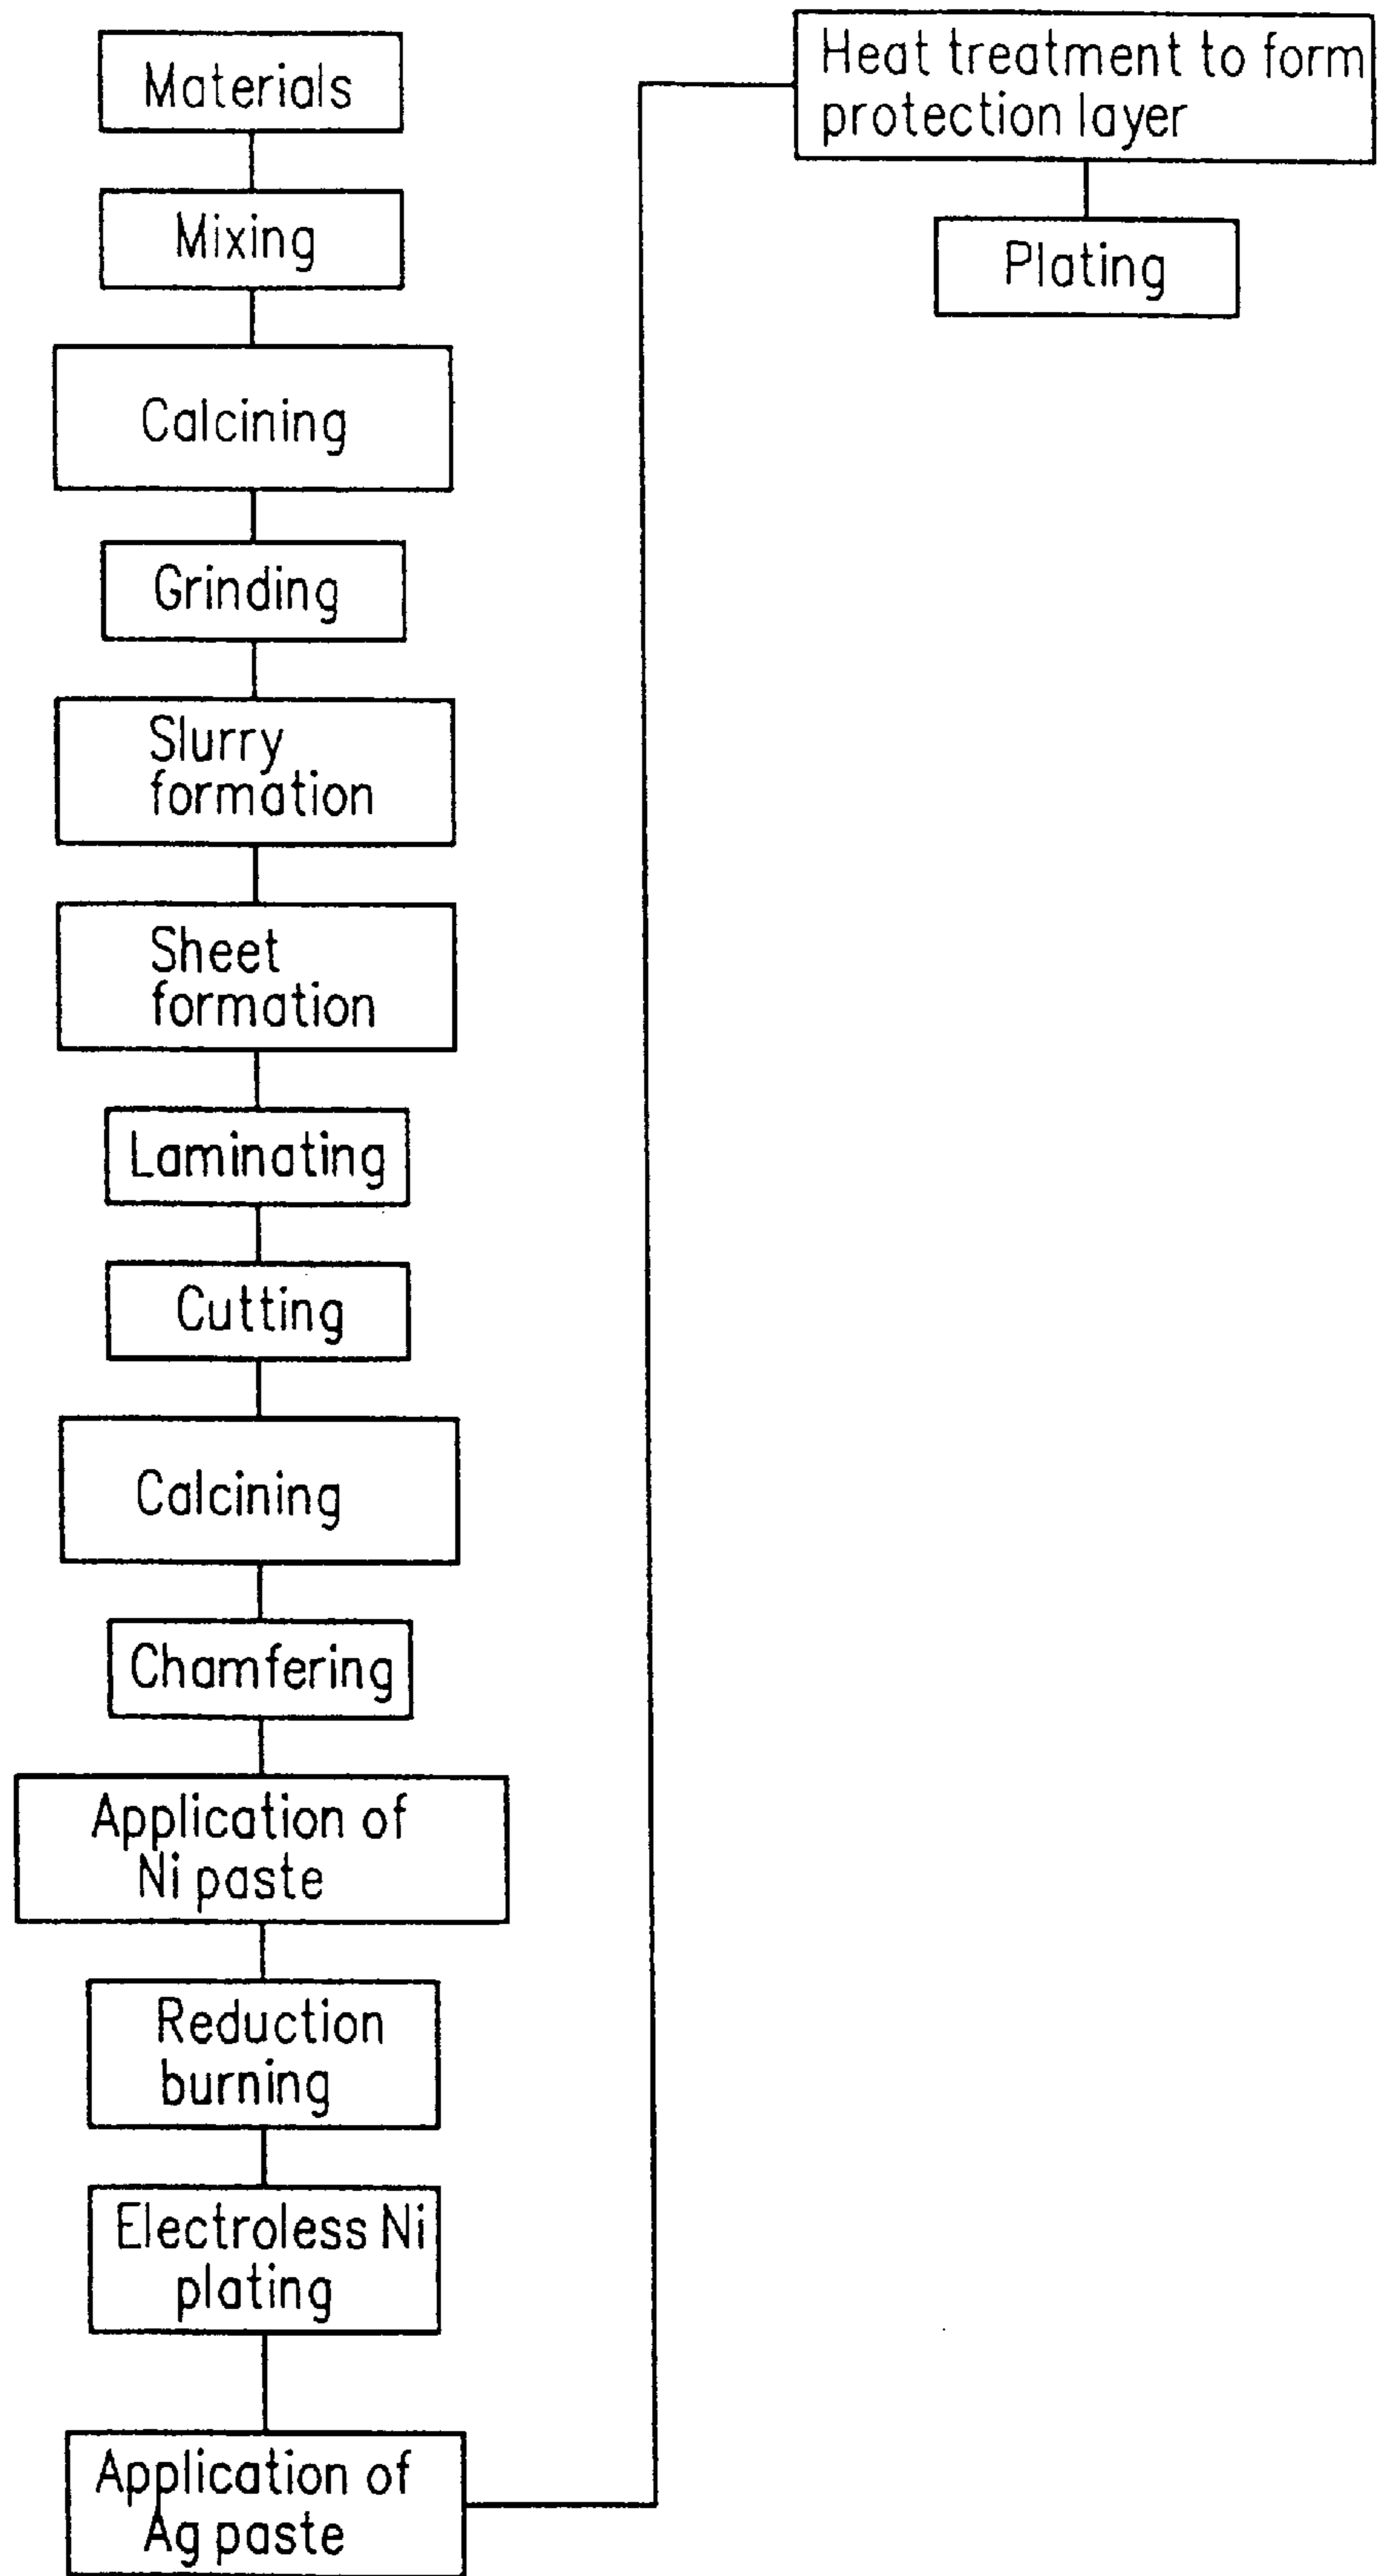 Materials
Mixing
Calcining
Grinding
Slurry
formation
Sheet
formation
Laminating
Cutting
Calcining
Chamfering
Application of
Ni paste
Reduction
burning
Electroless Ni
plating
Application of
Ag paste
Heat treatment to form
protection layer
Plating